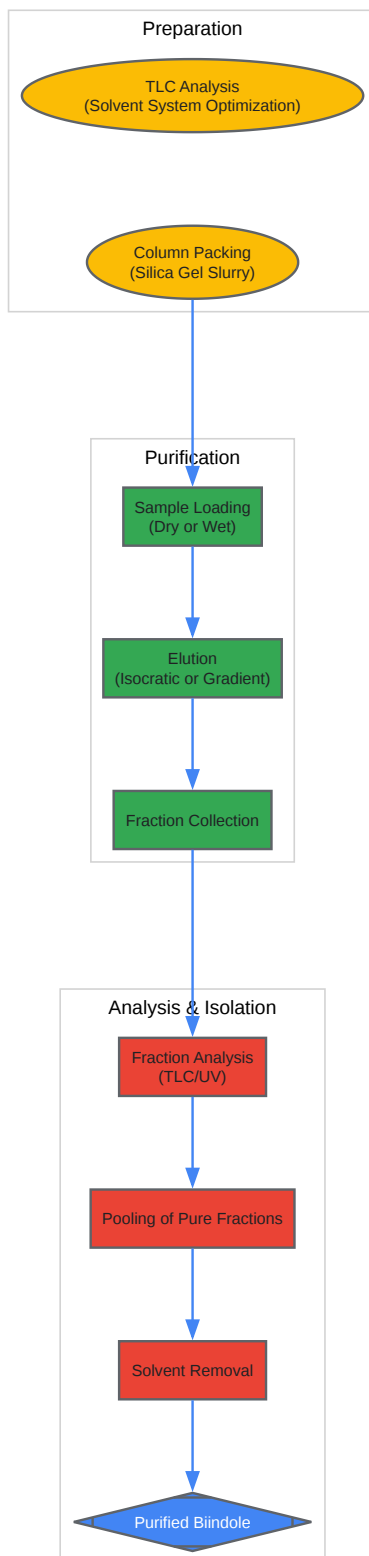 Preparation
TLC Analysis
(Solvent System Optimization)
Column Packing
(Silica Gel Slurry)
Purification
Sample Loading
(Dry or Wet)
Elution
(Isocratic or Gradient)
Fraction Collection
Analysis & Isolation
Fraction Analysis
(TLC/UV)
Pooling of Pure Fractions
Solvent Removal
Purified Biindole